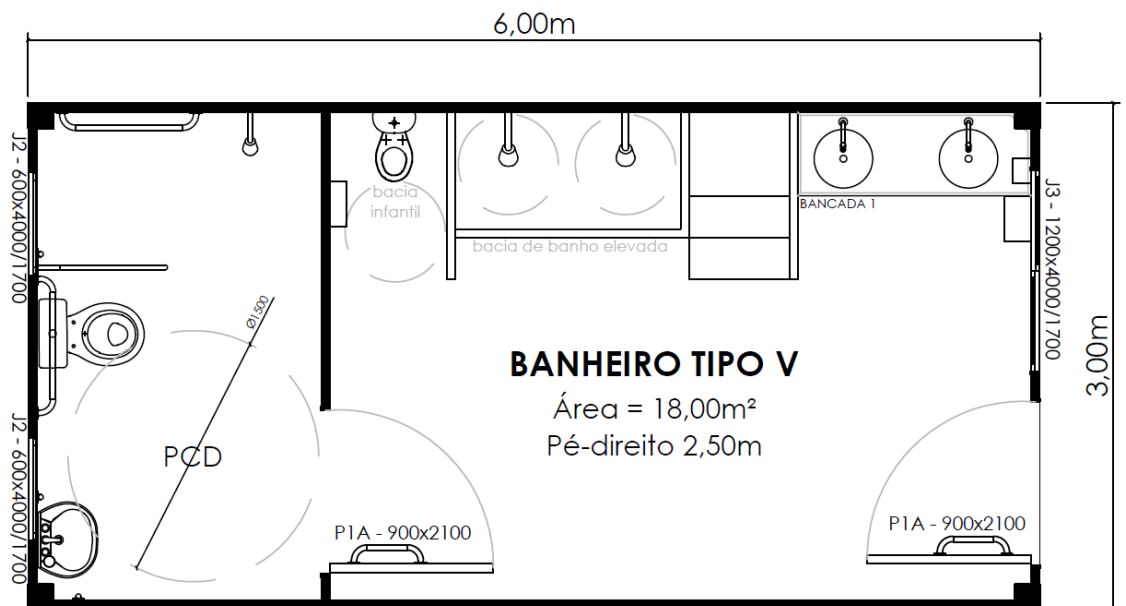 6,00m
J2 - 600x4000/1700
bacia
infantil
bacia de banho elevada
BANCADA 1
J3 - 1200x4000/1700
3,00m
Ø1500
BANHEIRO TIPO V
Área = 18,00m²
Pé-direito 2,50m
PCD
J2 - 600x4000/1700
P1A - 900x2100
P1A - 900x2100